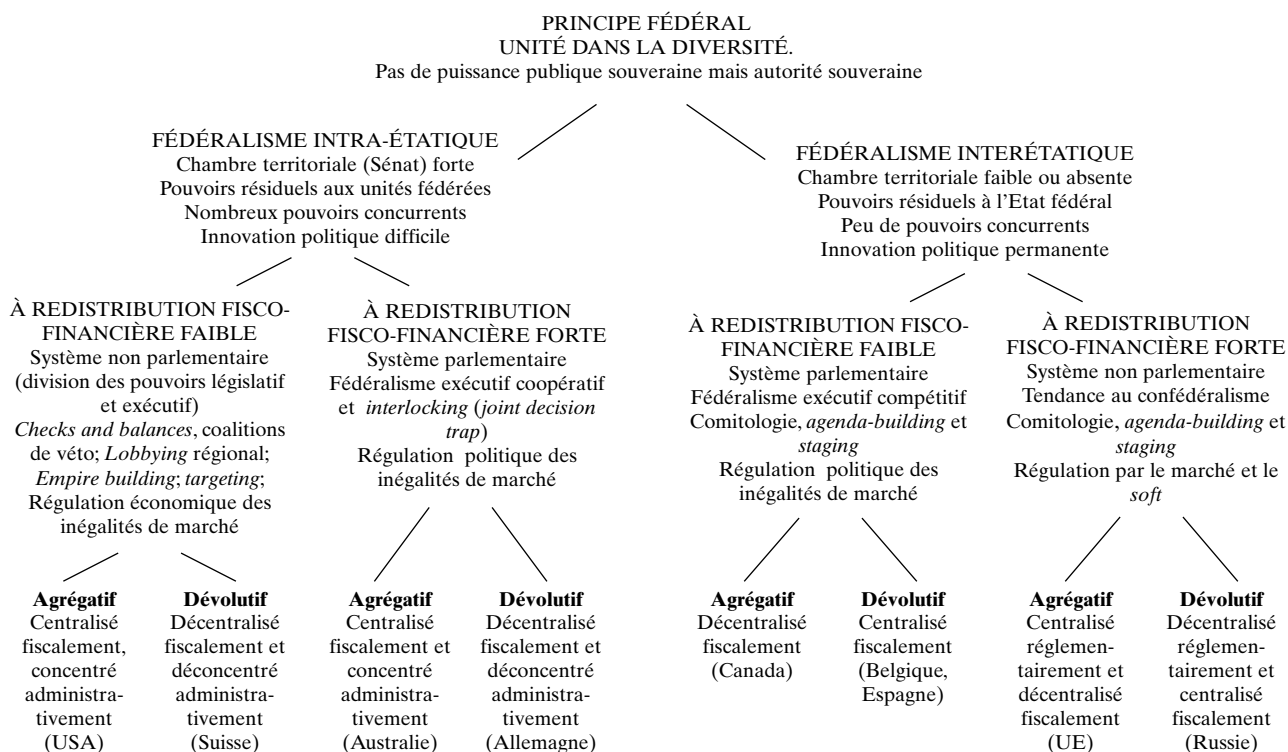 PRINCIPE FÉDÉRAL
UNITÉ DANS LA DIVERSITÉ.
Pas de puissance publique souveraine mais autorité souveraine
FÉDÉRALISME INTRA-ÉTATIQUE
Chambre territoriale (Sénat) forte
Pouvoirs résiduels aux unités fédérées
Nombreux pouvoirs concurrents
Innovation politique difficile
FÉDÉRALISME INTERÉTATIQUE
Chambre territoriale faible ou absente
Pouvoirs résiduels à l'Etat fédéral
Peu de pouvoirs concurrents
Innovation politique permanente
À REDISTRIBUTION FISCO-
FINANCIÈRE FAIBLE
Système non parlementaire
(division des pouvoirs législatif
et exécutif)
Checks and balances, coalitions
de véto; Lobbying régional;
Empire building; targeting;
Régulation économique des
inégalités de marché
À REDISTRIBUTION
FISCO-FINANCIÈRE FORTE
Système parlementaire
Fédéralisme exécutif coopératif
et interlocking (joint decision
trap)
Régulation politique des
inégalités de marché
À REDISTRIBUTION FISCO-
FINANCIÈRE FAIBLE
Système parlementaire
Fédéralisme exécutif compétitif
Comitologie, agenda-building et
staging
Régulation politique des
inégalités de marché
À REDISTRIBUTION
FISCO-FINANCIÈRE FORTE
Système non parlementaire
Tendance au confédéralisme
Comitologie, agenda-building et
staging
Régulation par le marché et le
soft
Agrégatif
Centralisé
fiscalement,
concentré
administra-
tivement
(USA)
Dévolutif
Décentralisé
fiscalement et
déconcentré
administra-
tivement
(Suisse)
Agrégatif
Centralisé
fiscalement et
concentré
administra-
tivement
(Australie)
Dévolutif
Décentralisé
fiscalement et
déconcentré
administra-
tivement
(Allemagne)
Agrégatif
Décentralisé
fiscalement
(Canada)
Dévolutif
Centralisé
fiscalement
(Belgique,
Espagne)
Agrégatif
Centralisé
réglemen-
tairement et
décentralisé
fiscalement
(UE)
Dévolutif
Décentralisé
réglemen-
tairement et
centralisé
fiscalement
(Russie)